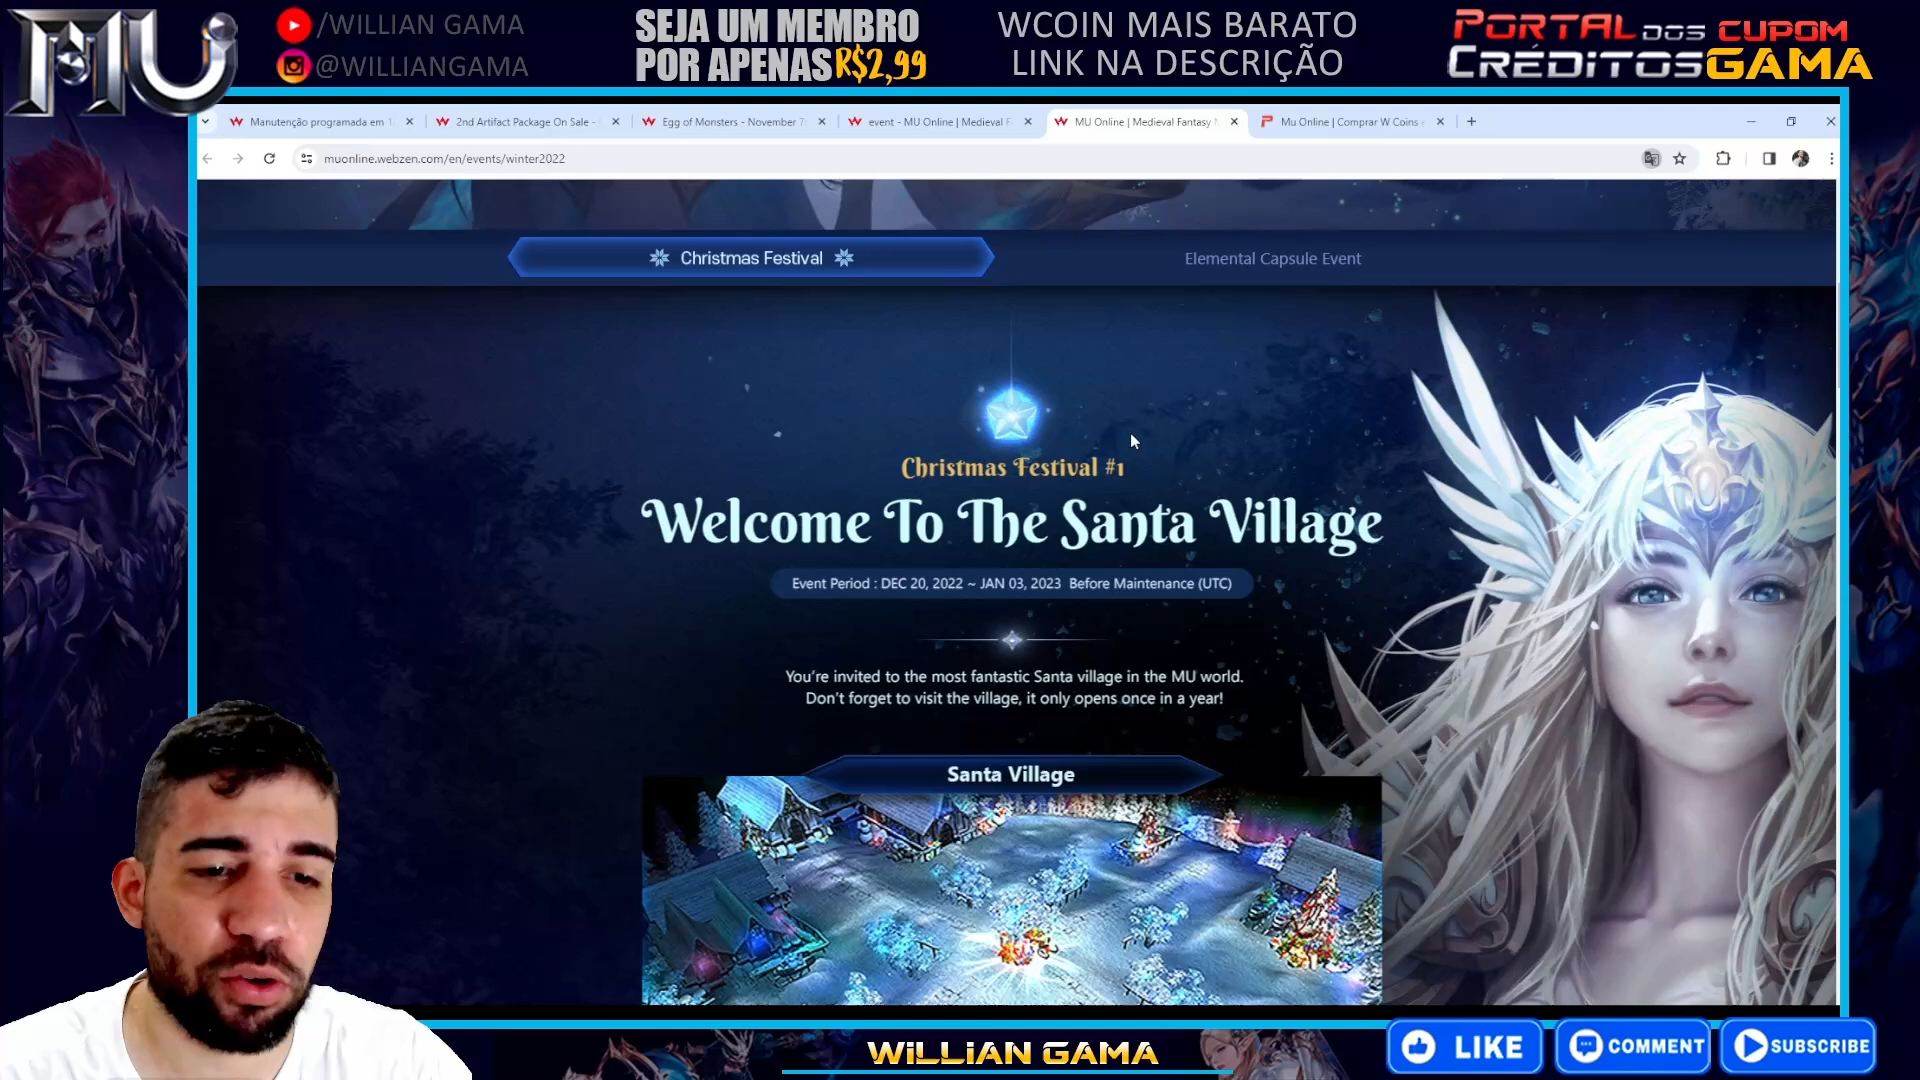 MU
/WILLIAN GAMA
@WILLIANGAMA
SEJA UM MEMBRO
POR APENAS R$2,99
WCOIN MAIS BARATO
LINK NA DESCRIÇÃO
PORTAL DOS
CRÉDITOS
CUPOM
GAMA
Manutenção programada em 1
2nd Artifact Package On Sale -
Egg of Monsters - November 7
event - MU Online | Medieval F
MU Online | Medieval Fantasy
Mu Online | Comprar W Coins
muonline.webzen.com/en/events/winter2022
Christmas Festival
Elemental Capsule Event
Christmas Festival #1
Welcome To The Santa Village
Event Period : DEC 20, 2022 ~ JAN 03, 2023 Before Maintenance (UTC)
You're invited to the most fantastic Santa village in the MU world.
Don't forget to visit the village, it only opens once in a year!
Santa Village
WiLLiAN GAMA
LIKE
COMMENT
SUBSCRIBE